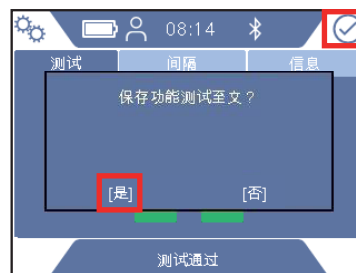 08:14
测试 间隔 信息
保存功能测试至文?
[是] [否]
测试通过